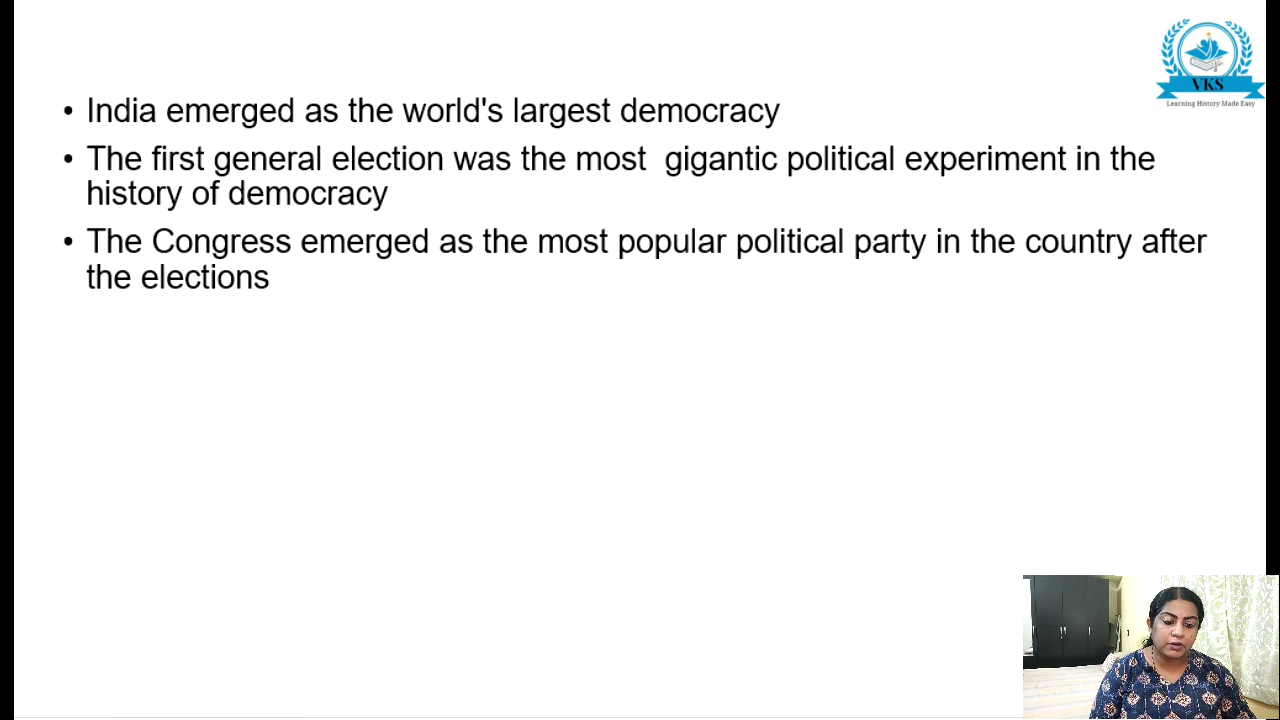 VKS
Learning History Made Easy
• India emerged as the world's largest democracy
• The first general election was the most  gigantic political experiment in the
history of democracy
• The Congress emerged as the most popular political party in the country after
the elections